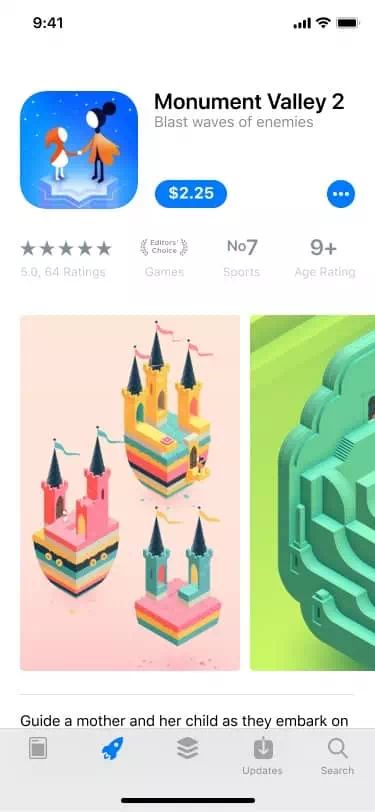 9:41
Monument Valley 2
Blast waves of enemies
$2.25
Editors'
Choice
No7
9+
5.0, 64 Ratings
Games
Sports
Age Rating
Guide a mother and her child as they embark on
Updates
Search